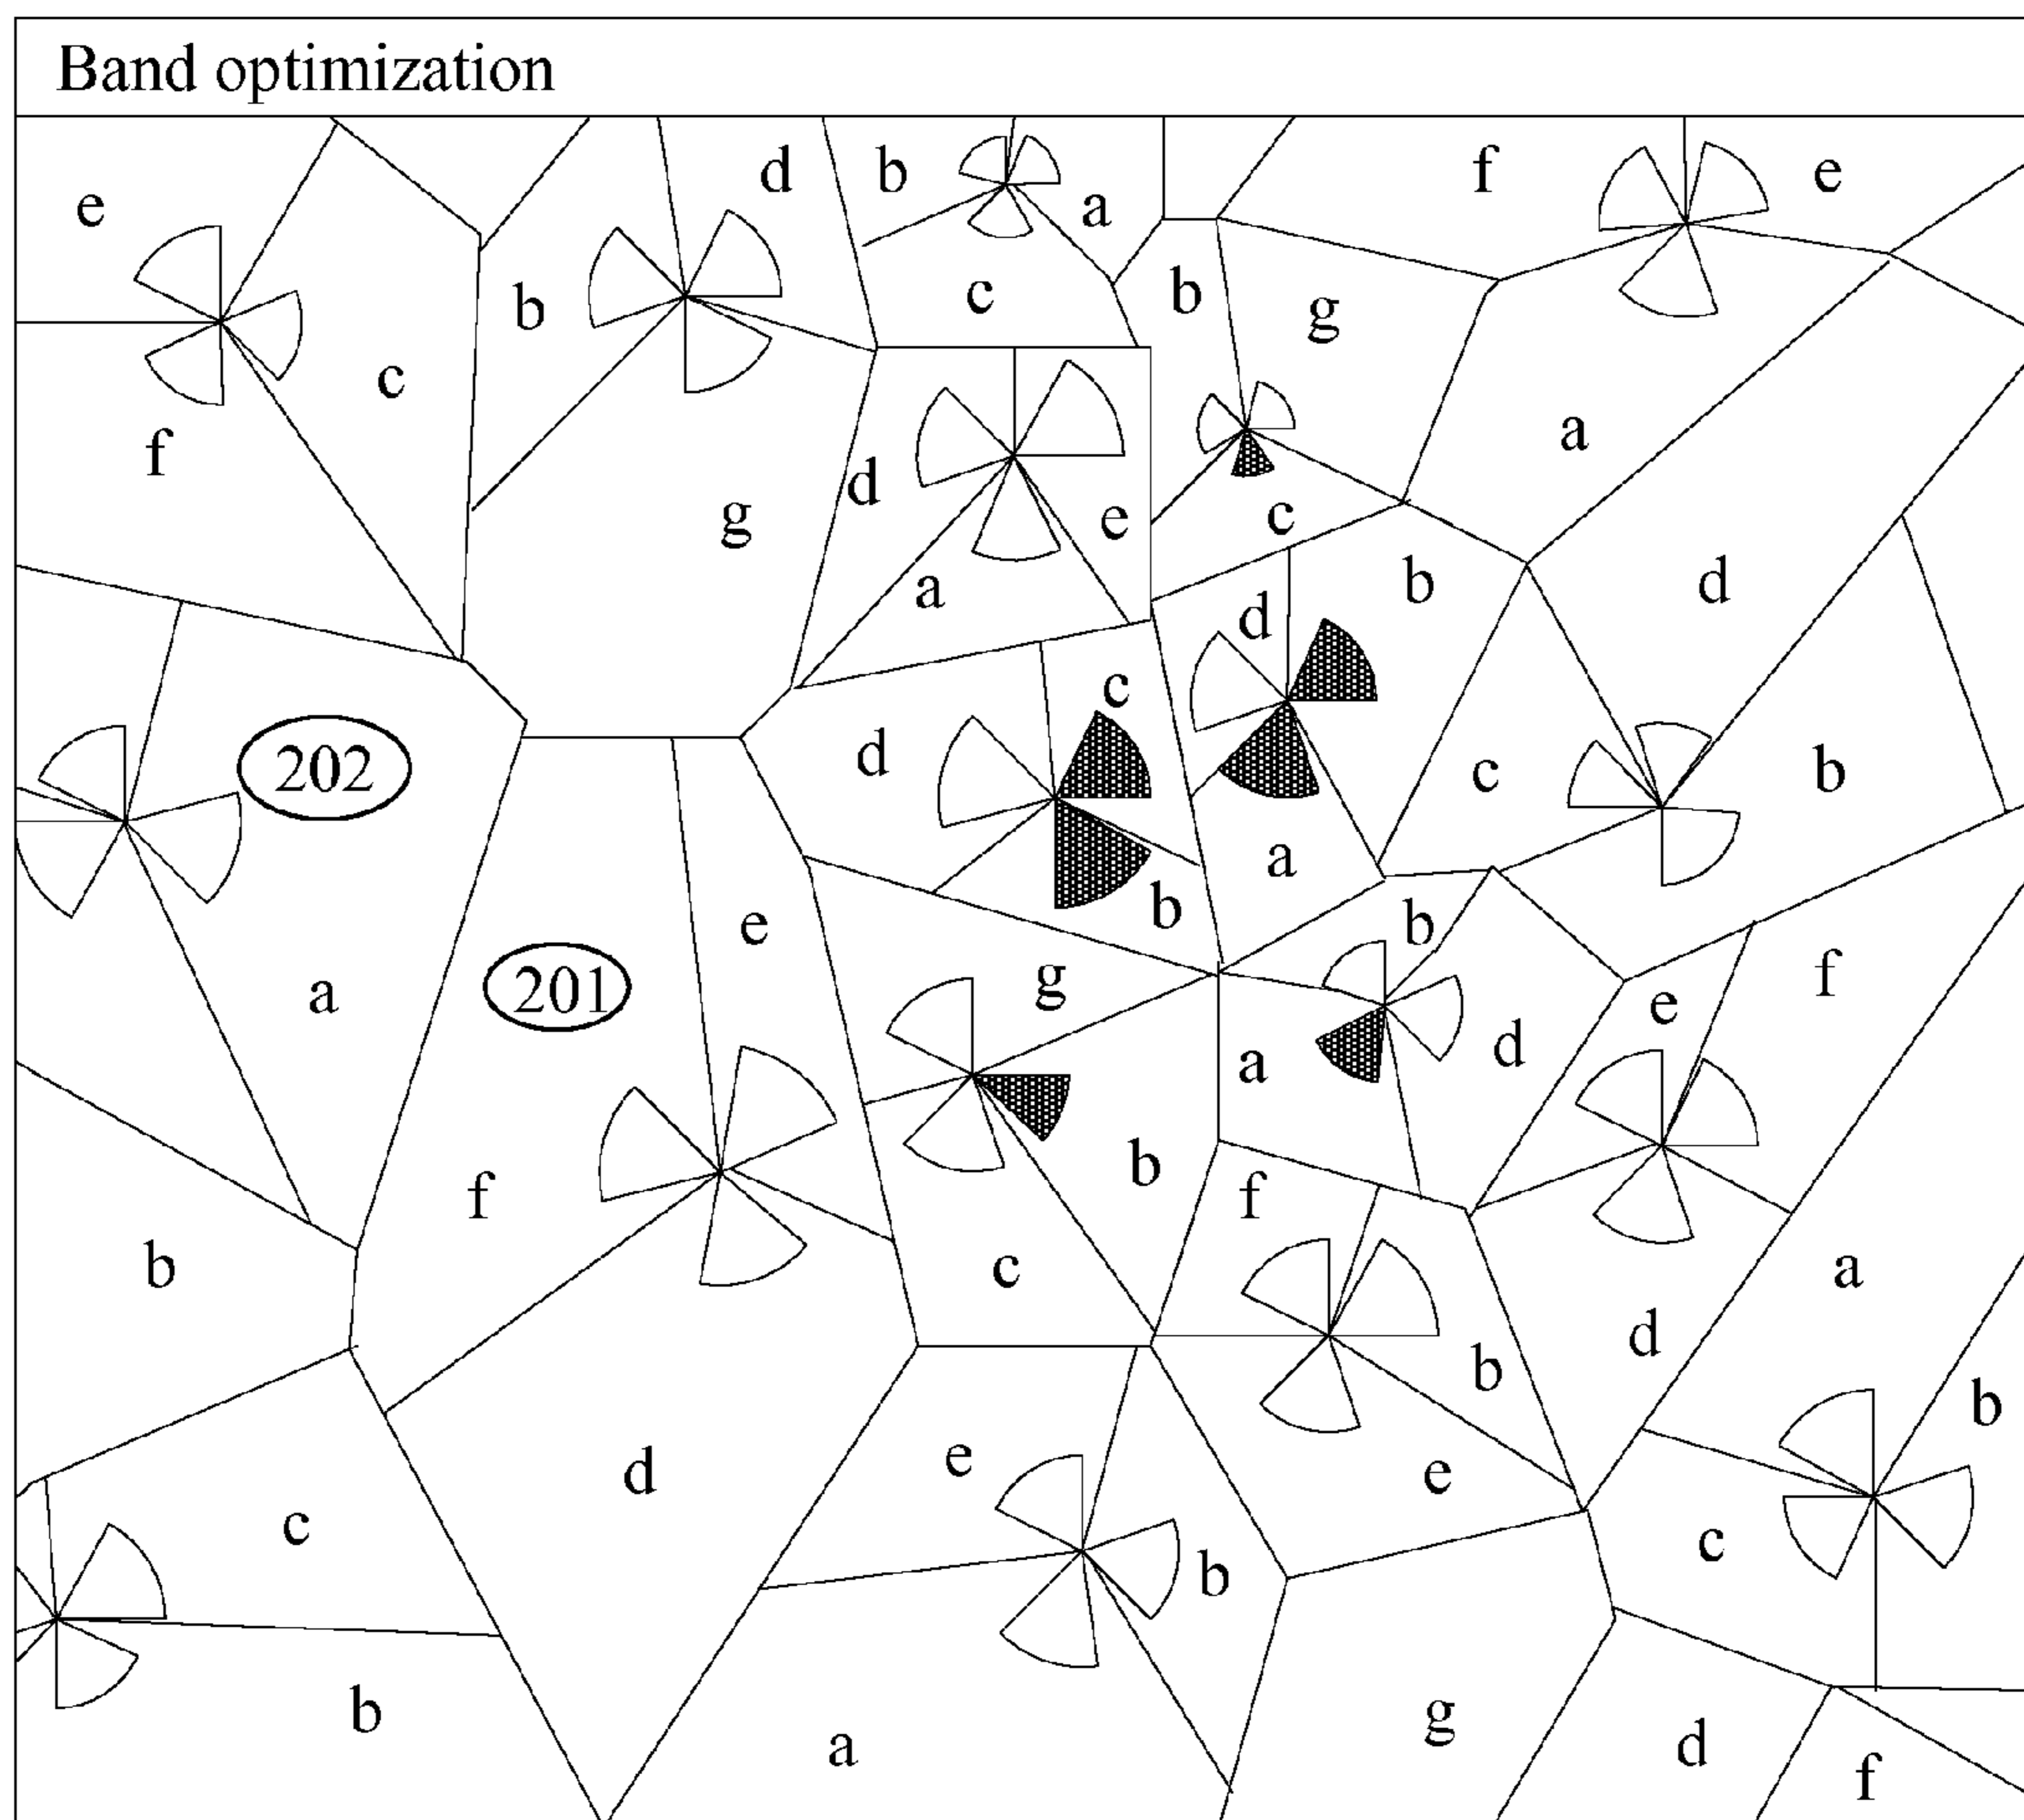 Band optimization
d b f e
e a
b c b g
c
f d a
g e c
a d b d
c
202 d c b
a
e b b
201 g e f
a a d
b
f f
b c a
d
b b
e e
d c
c b
b g d
a f